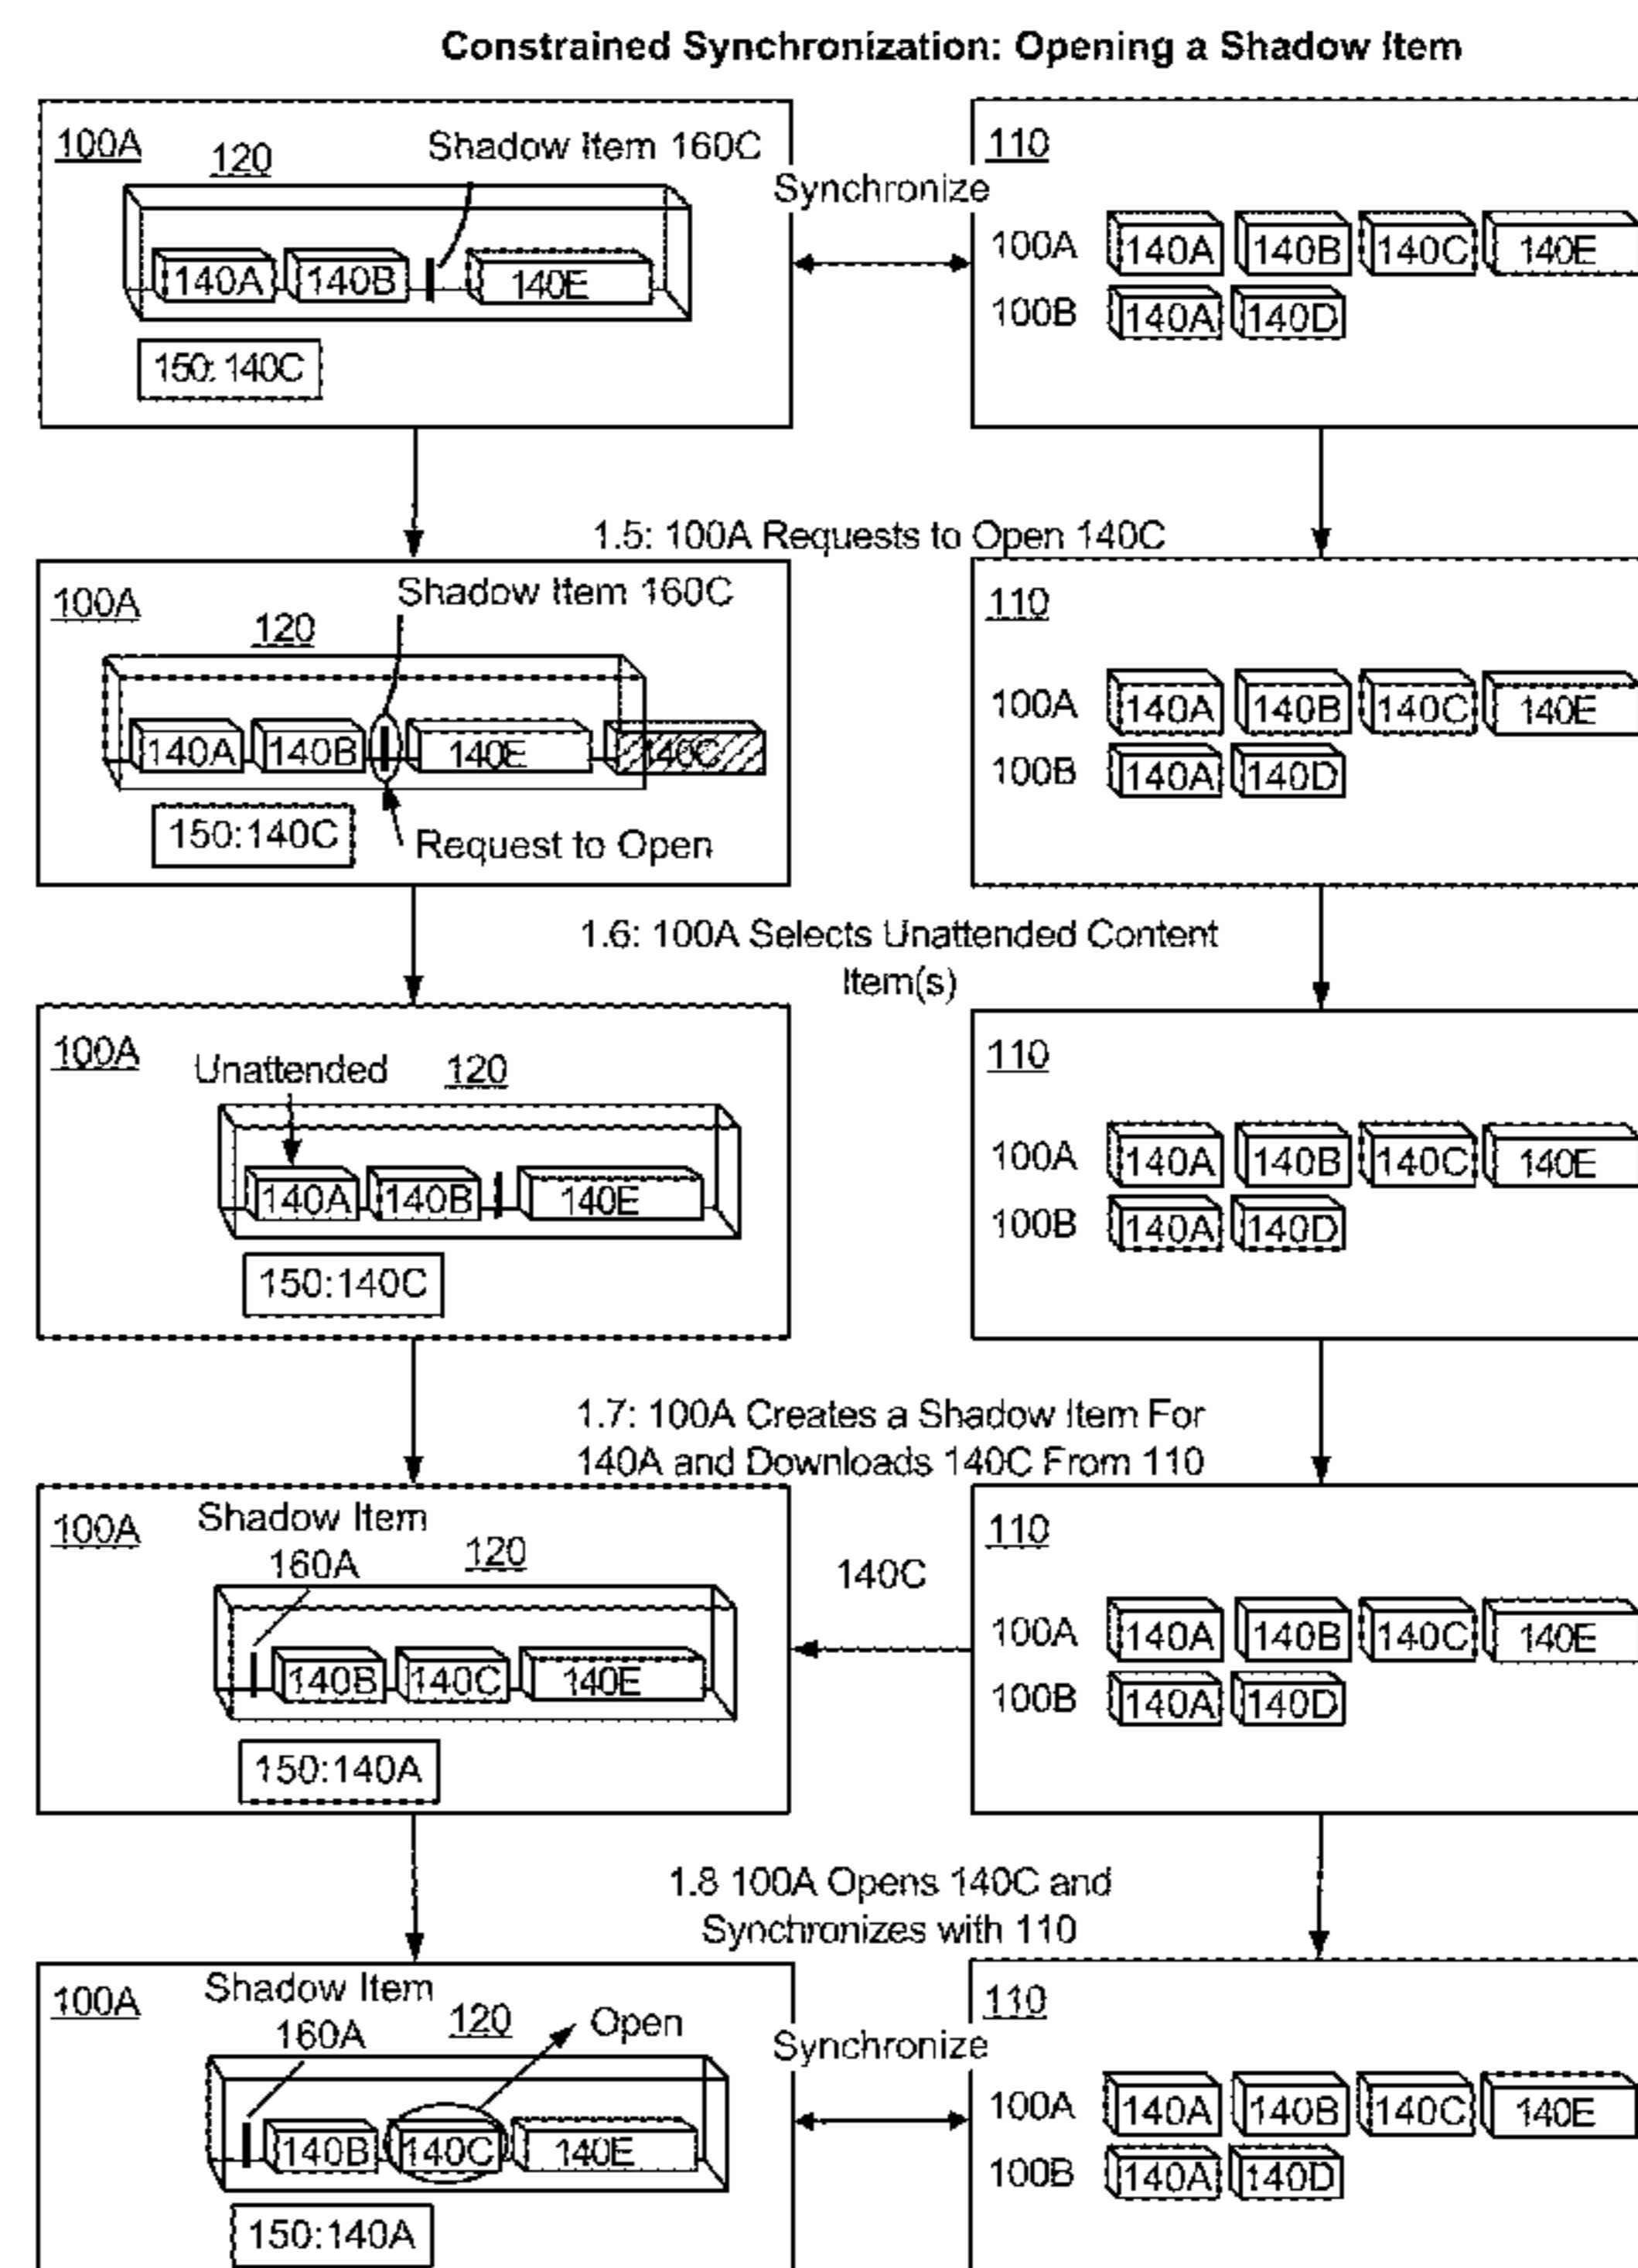 Constrained Synchronization: Opening a Shadow Item
100A
120
Shadow Item 160C
140A 140B 140E
150: 140C
Synchronize
110
100A 140A 140B 140C 140E
100B 140A 140D
1.5: 100A Requests to Open 140C
100A
Shadow Item 160C
120
140A 140B 140E 140C
150:140C
Request to Open
110
100A 140A 140B 140C 140E
100B 140A 140D
1.6: 100A Selects Unattended Content
Item(s)
100A
Unattended 120
140A 140B 140E
150:140C
110
100A 140A 140B 140C 140E
100B 140A 140D
1.7: 100A Creates a Shadow Item For
140A and Downloads 140C From 110
100A
Shadow Item
160A
120
140B 140C 140E
150:140A
140C
110
100A 140A 140B 140C 140E
100B 140A 140D
1.8 100A Opens 140C and
Synchronizes with 110
100A
Shadow Item
160A
120
Open
140B 140C 140E
150:140A
Synchronize
110
100A 140A 140B 140C 140E
100B 140A 140D